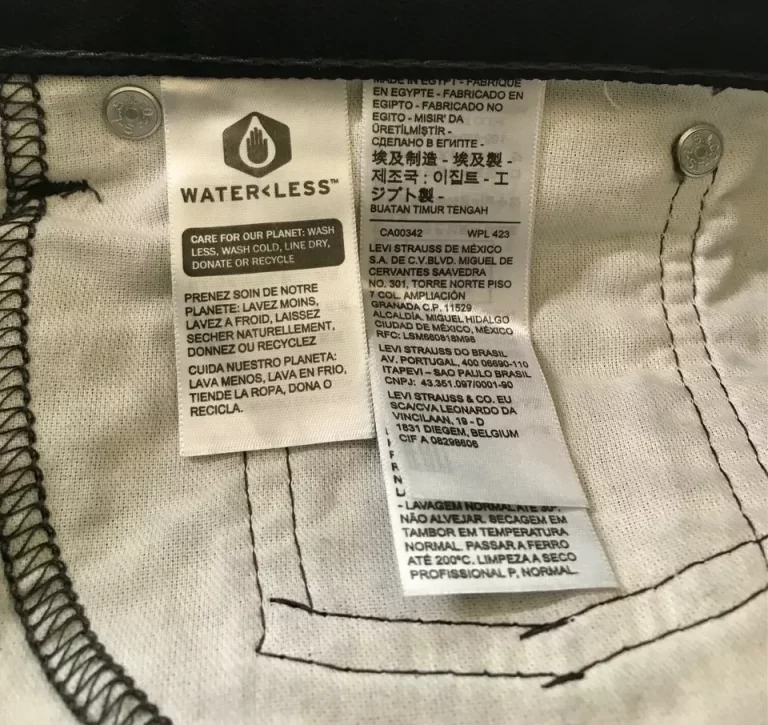 WATER<LESS™
CARE FOR OUR PLANET: WASH
LESS, WASH COLD, LINE DRY,
DONATE OR RECYCLE
PRENEZ SOIN DE NOTRE
PLANETE: LAVEZ MOINS,
LAVEZ A FROID, LAISSEZ
SECHER NATURELLEMENT,
DONNEZ OU RECYCLEZ
CUIDA NUESTRO PLANETA:
LAVA MENOS, LAVA EN FRIO,
TIENDE LA ROPA, DONA O
RECICLA.
MADE IN EGYPT - FABRIQUE
EN EGYPTE - FABRICADO EN
EGIPTO - FABRICADO NO
EGITO - MISIR' DA
ÜRETİLMİŞTİR -
СДЕЛАНО В ЕГИПТЕ -
埃及制造 - 埃及製 -
제조국 : 이집트 - エ
ジプト製 -
BUATAN TIMUR TENGAH
CA00342 WPL 423
LEVI STRAUSS DE MÉXICO
S.A. DE C.V.BLVD. MIGUEL DE
CERVANTES SAAVEDRA
NO. 301, TORRE NORTE PISO
7 COL. AMPLIACIÓN
GRANADA C.P. 11529
ALCALDÍA. MIGUEL HIDALGO
CIUDAD DE MÉXICO, MÉXICO
RFC: LSM660818M98
LEVI STRAUSS DO BRASIL
AV. PORTUGAL, 400 06690-110
ITAPEVI – SAO PAULO BRASIL
CNPJ: 43.351.097/0001-90
LEVI STRAUSS & CO. EU
SCA/CVA LEONARDO DA
VINCILAAN, 19 - D
1831 DIEGEM, BELGIUM
CIF A 08298606
- LAVAGEM NORMAL ATÉ 30º.
NÃO ALVEJAR. SECAGEM EM
TAMBOR EM TEMPERATURA
NORMAL. PASSAR A FERRO
ATÉ 200ºC. LIMPEZA A SECO
PROFISSIONAL P, NORMAL.